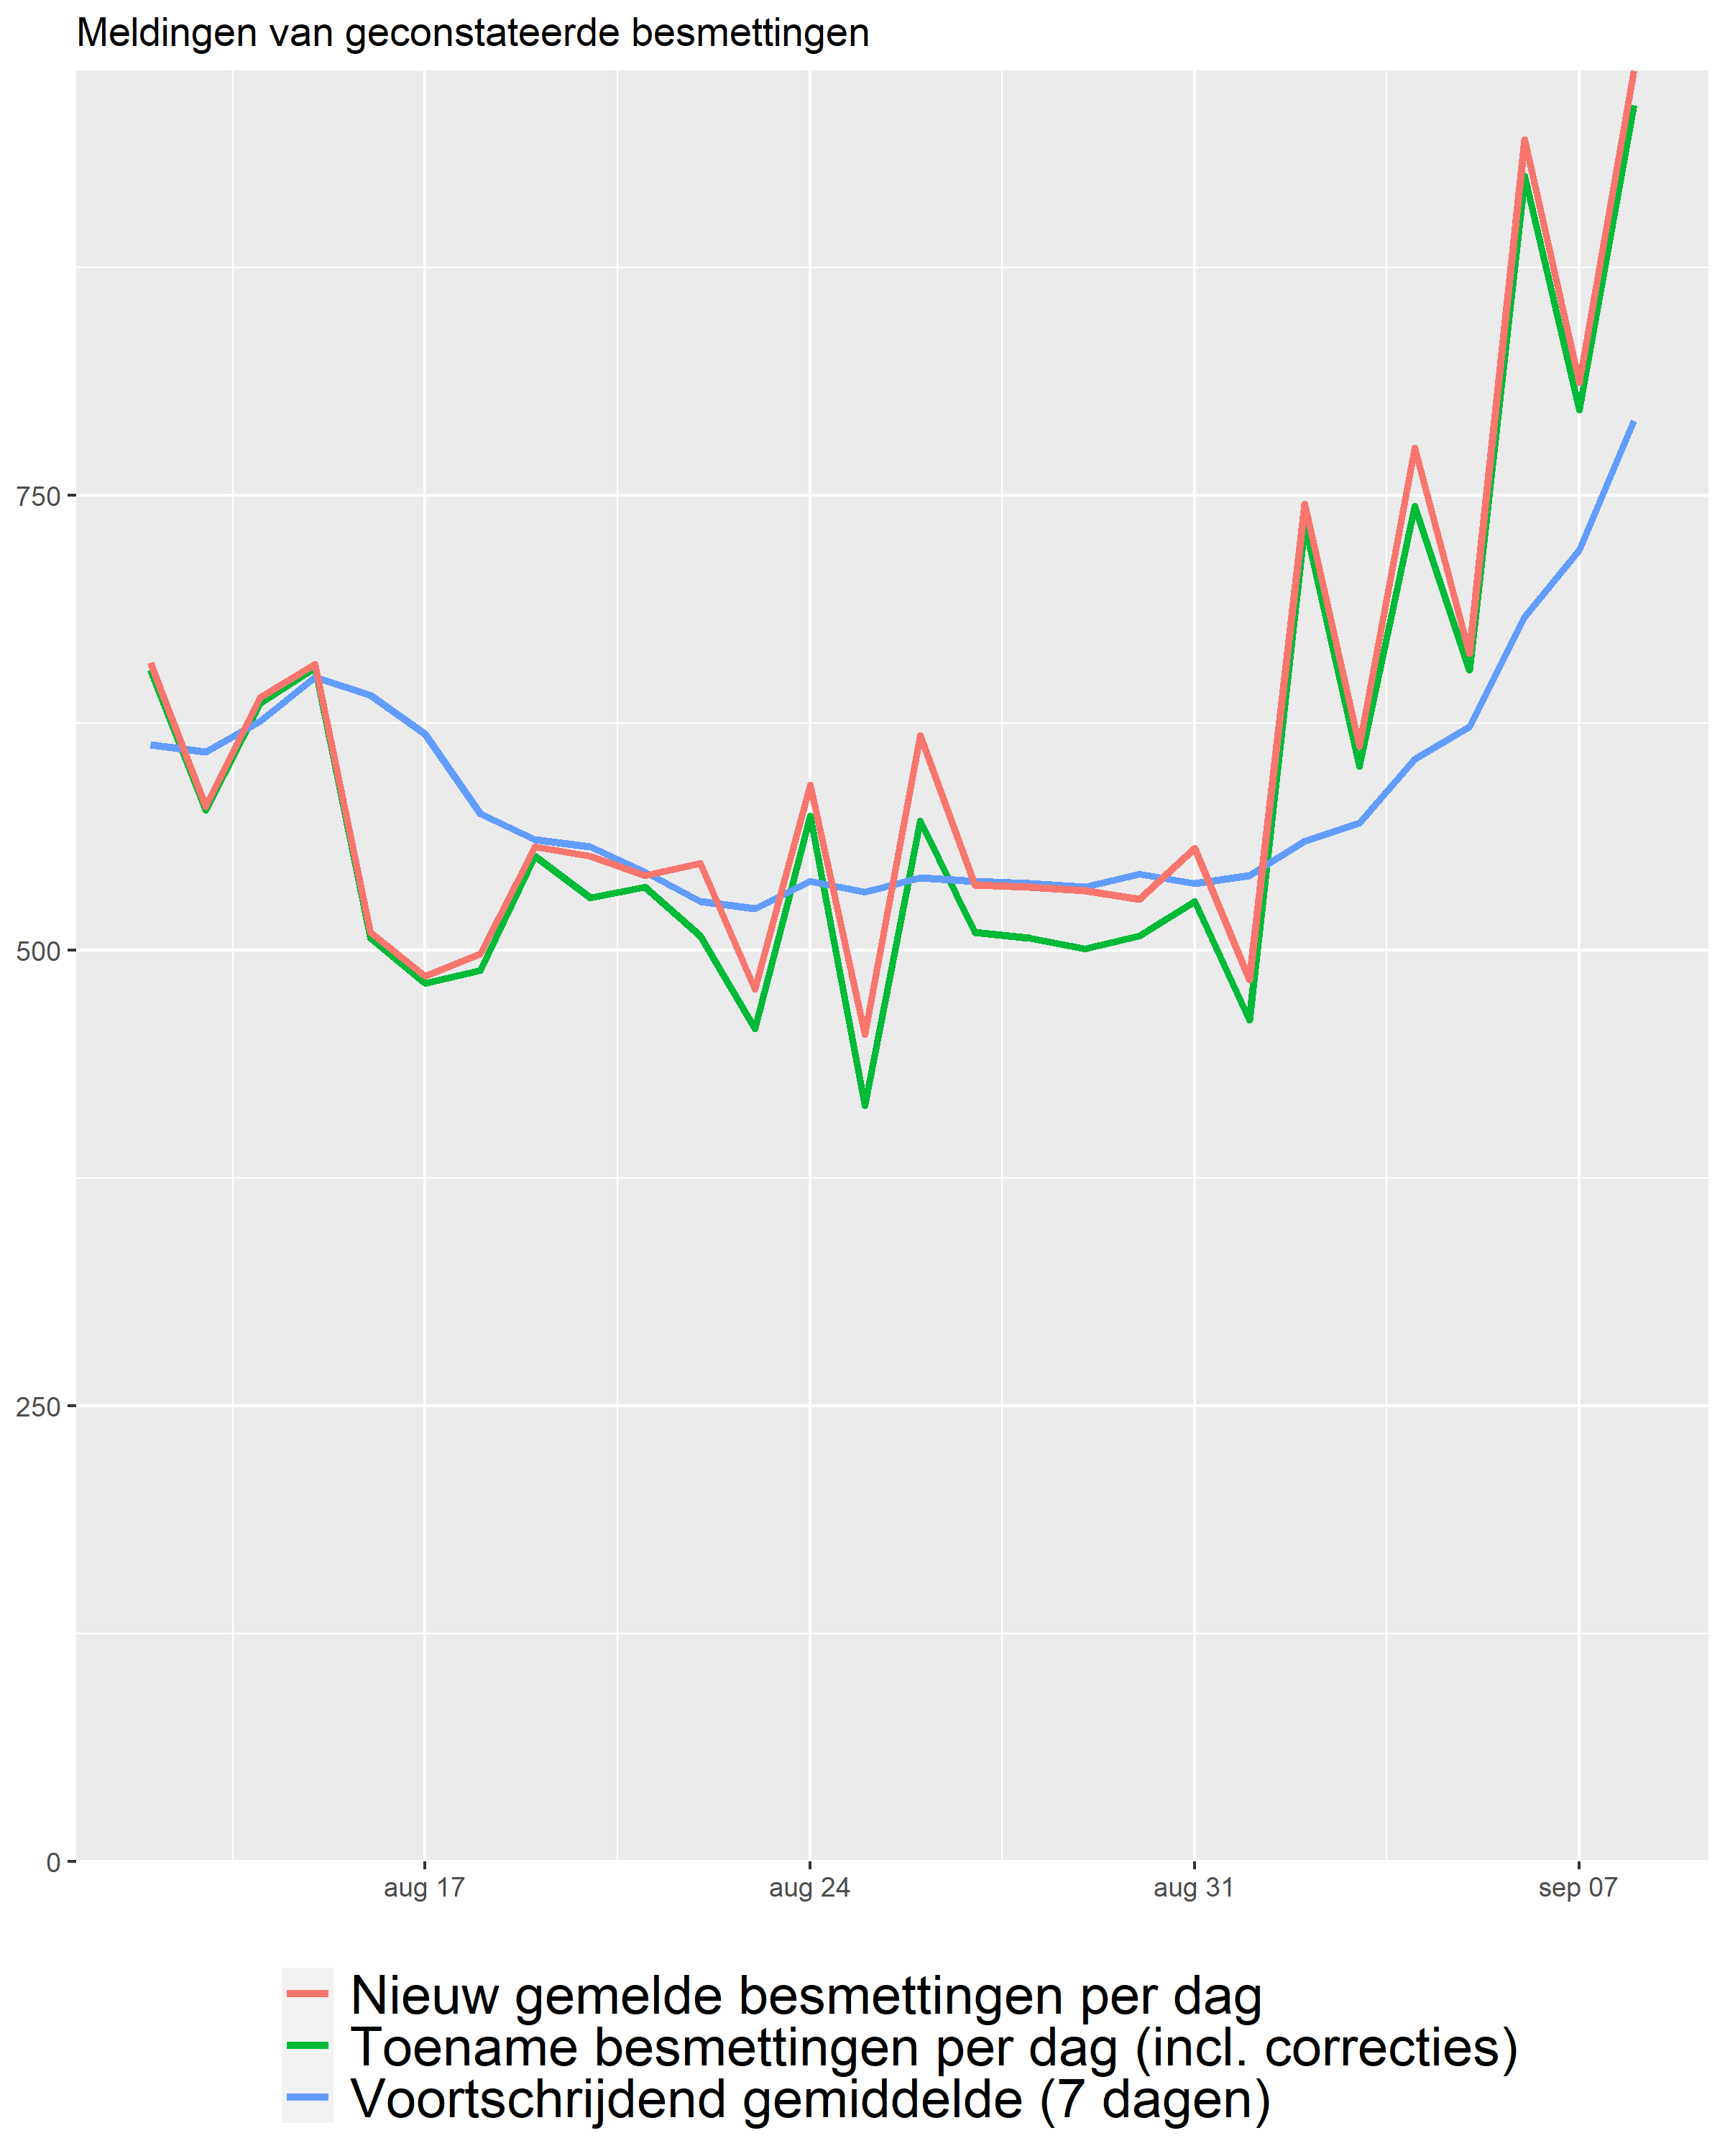 Meldingen van geconstateerde besmettingen
750
500
250
0
aug 17 aug 24 aug 31 sep 07
Nieuw gemelde besmettingen per dag
Toename besmettingen per dag (incl. correcties)
Voortschrijdend gemiddelde (7 dagen)